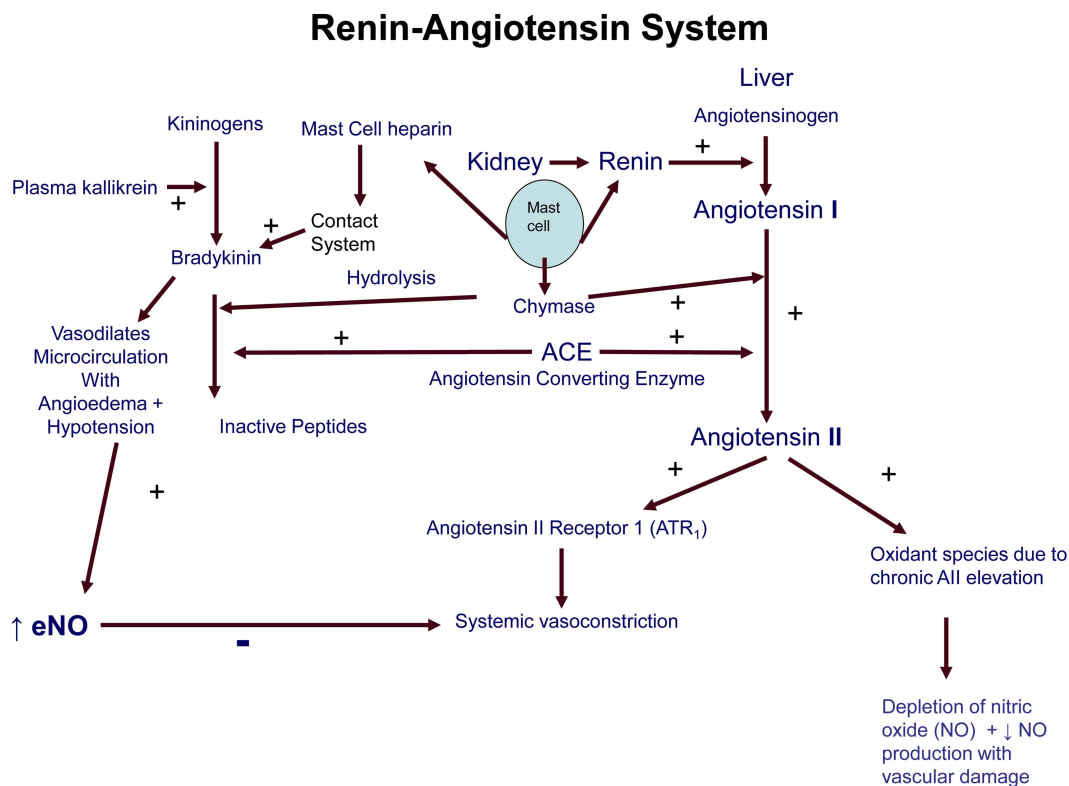 Renin-Angiotensin System
Liver
Angiotensinogen
Kininogens
Mast Cell heparin
+
Kidney
Renin
Plasma kallikrein
+
Mast
cell
Angiotensin I
Contact
System
+
Bradykinin
Hydrolysis
Chymase
+
+
Vasodilates
Microcirculation
With
Angioedema +
Hypotension
+
ACE
+
Angiotensin Converting Enzyme
Inactive Peptides
Angiotensin II
+
+
+
Angiotensin II Receptor 1 (ATR₁)
Oxidant species due to
chronic AII elevation
↑ eNO
-
Systemic vasoconstriction
Depletion of nitric
oxide (NO) + ↓ NO
production with
vascular damage